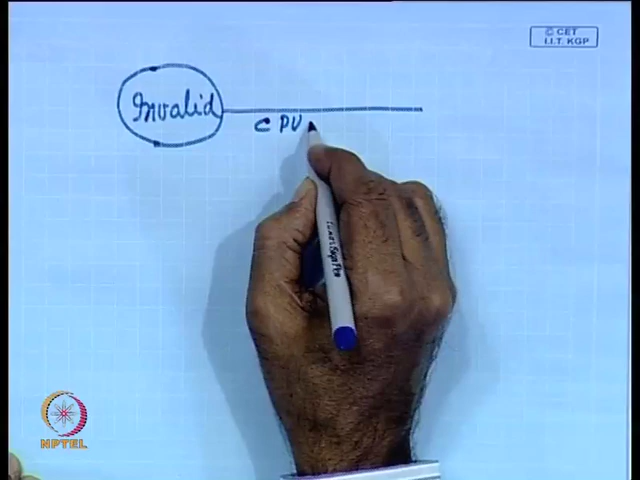 © CET
I.I.T. KGP
Invalid
CPU
NPTEL